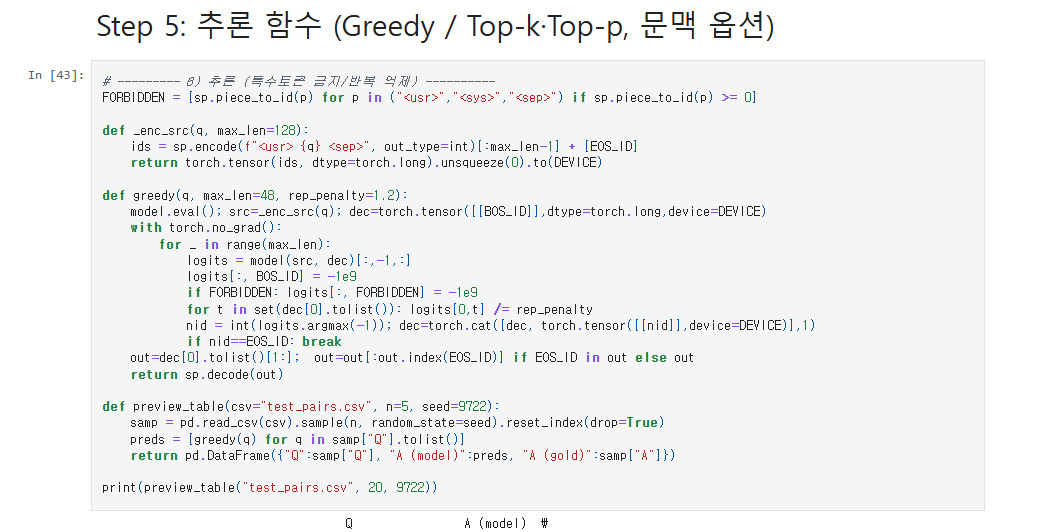 Step 5: 추론 함수 (Greedy / Top-k·Top-p, 문맥 옵션)
In [43]:
# --------- 6) 추론 (특수토큰 금지/반복 억제) ----------
FORBIDDEN = [sp.piece_to_id(p) for p in ("<usr>","<sys>","<sep>") if sp.piece_to_id(p) >= 0]
def _enc_src(q, max_len=128):
    ids = sp.encode(f"<usr> {q} <sep>", out_type=int)[:max_len-1] + [EOS_ID]
    return torch.tensor(ids, dtype=torch.long).unsqueeze(0).to(DEVICE)
def greedy(q, max_len=48, rep_penalty=1.2):
    model.eval(); src=_enc_src(q); dec=torch.tensor([[BOS_ID]],dtype=torch.long,device=DEVICE)
    with torch.no_grad():
        for _ in range(max_len):
            logits = model(src, dec)[:,-1,:]
            logits[:, BOS_ID] = -1e9
            if FORBIDDEN: logits[:, FORBIDDEN] = -1e9
            for t in set(dec[0].tolist()): logits[0,t] /= rep_penalty
            nid = int(logits.argmax(-1)); dec=torch.cat([dec, torch.tensor([[nid]],device=DEVICE)],1)
            if nid==EOS_ID: break
    out=dec[0].tolist()[1:];  out=out[:out.index(EOS_ID)] if EOS_ID in out else out
    return sp.decode(out)
def preview_table(csv="test_pairs.csv", n=5, seed=9722):
    samp = pd.read_csv(csv).sample(n, random_state=seed).reset_index(drop=True)
    preds = [greedy(q) for q in samp["Q"].tolist()]
    return pd.DataFrame({"Q":samp["Q"], "A (model)":preds, "A (gold)":samp["A"]})
print(preview_table("test_pairs.csv", 20, 9722))
Q A (model) ₩